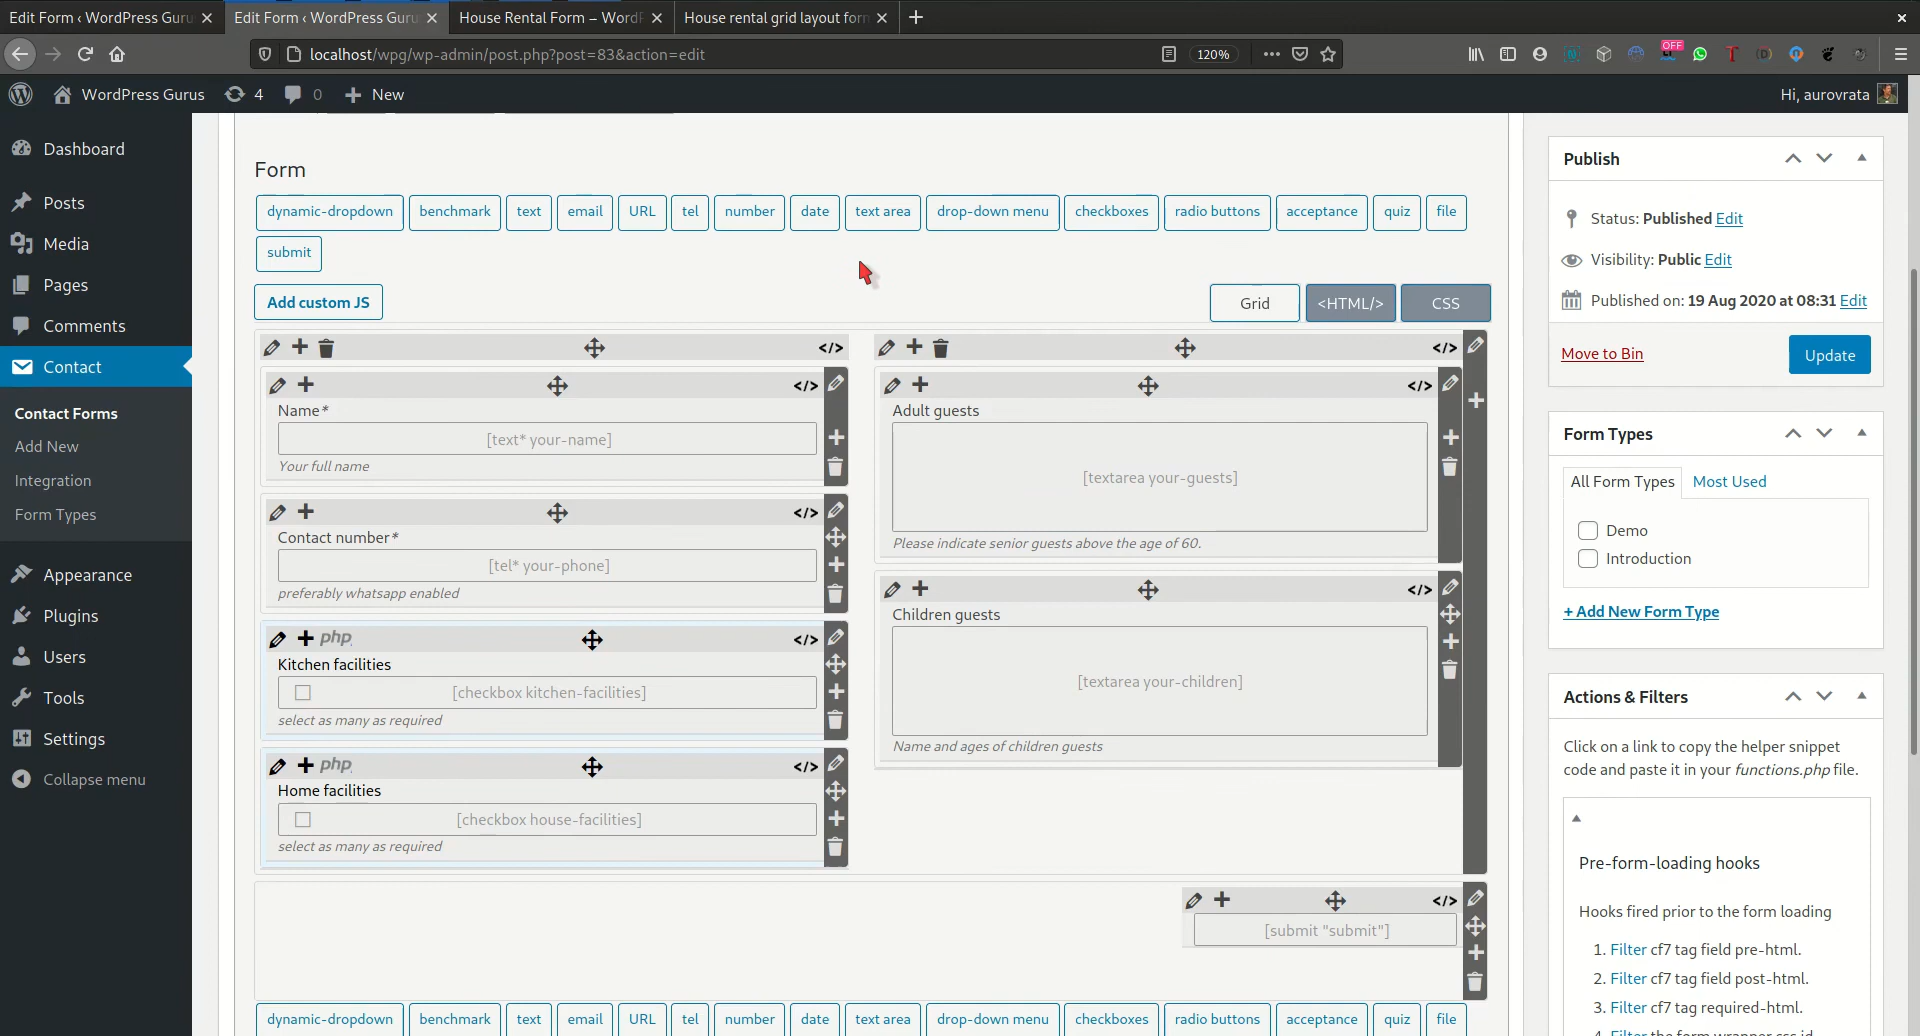 Edit Form ‹ WordPress Guru
Edit Form ‹ WordPress Guru
House Rental Form – Word
House rental grid layout form
localhost/wpg/wp-admin/post.php?post=83&action=edit
120%
OFF
WordPress Gurus
4
0
New
Hi, aurovrata
Dashboard
Posts
Media
Pages
Comments
Contact
Contact Forms
Add New
Integration
Form Types
Appearance
Plugins
Users
Tools
Settings
Collapse menu
Form
dynamic-dropdown benchmark text email URL tel number date text area drop-down menu checkboxes radio buttons acceptance quiz file
submit
Add custom JS
Grid <HTML/> CSS
</>
</>
Name*
[text* your-name]
Your full name
</>
Contact number*
[tel* your-phone]
preferably whatsapp enabled
php </>
Kitchen facilities
[checkbox kitchen-facilities]
select as many as required
php </>
Home facilities
[checkbox house-facilities]
select as many as required
</>
</>
Adult guests
[textarea your-guests]
Please indicate senior guests above the age of 60.
</>
Children guests
[textarea your-children]
Name and ages of children guests
</>
[submit "submit"]
dynamic-dropdown benchmark text email URL tel number date text area drop-down menu checkboxes radio buttons acceptance quiz file
Publish
Status: Published Edit
Visibility: Public Edit
Published on: 19 Aug 2020 at 08:31 Edit
Move to Bin
Update
Form Types
All Form Types Most Used
Demo
Introduction
+ Add New Form Type
Actions & Filters
Click on a link to copy the helper snippet
code and paste it in your functions.php file.
Pre-form-loading hooks
Hooks fired prior to the form loading
1. Filter cf7 tag field pre-html.
2. Filter cf7 tag field post-html.
3. Filter cf7 tag required-html.
4. Filter the form wrapper css id